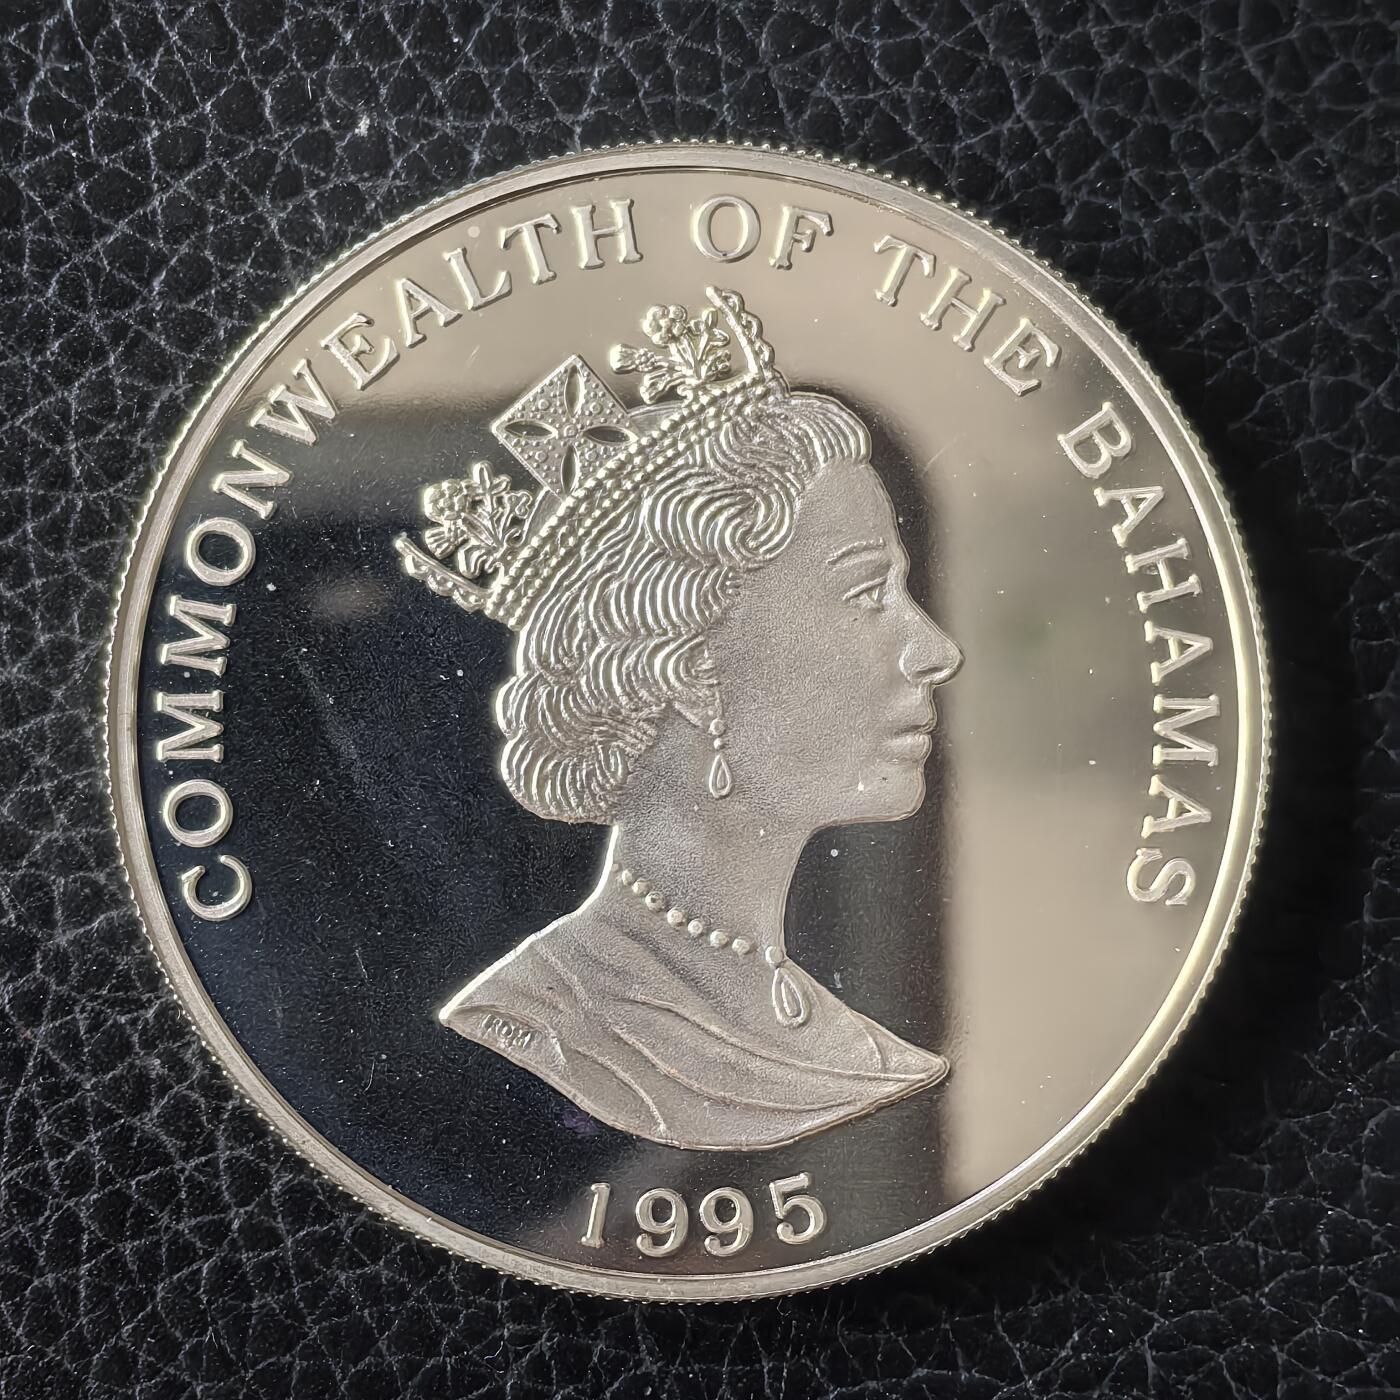 COMMONWEALTH OF THE BAHAMAS
1995